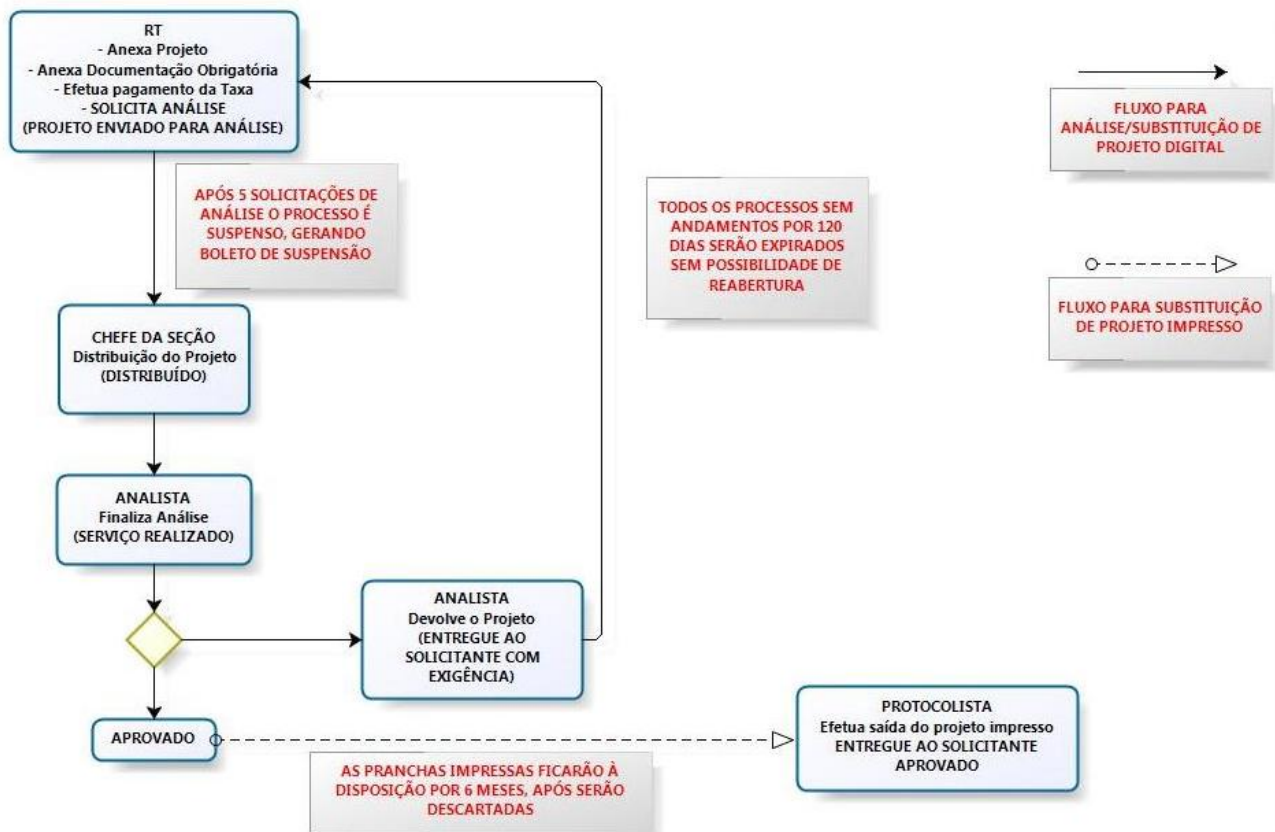 RT
- Anexa Projeto
- Anexa Documentação Obrigatória
- Efetua pagamento da Taxa
- SOLICITA ANÁLISE
(PROJETO ENVIADO PARA ANÁLISE)
APÓS 5 SOLICITAÇÕES DE
ANÁLISE O PROCESSO É
SUSPENSO, GERANDO
BOLETO DE SUSPENSÃO
TODOS OS PROCESSOS SEM
ANDAMENTOS POR 120
DIAS SERÃO EXPIRADOS
SEM POSSIBILIDADE DE
REABERTURA
FLUXO PARA
ANÁLISE/SUBSTITUIÇÃO DE
PROJETO DIGITAL
FLUXO PARA SUBSTITUIÇÃO
DE PROJETO IMPRESSO
CHEFE DA SEÇÃO
Distribuição do Projeto
(DISTRIBUÍDO)
ANALISTA
Finaliza Análise
(SERVIÇO REALIZADO)
ANALISTA
Devolve o Projeto
(ENTREGUE AO
SOLICITANTE COM
EXIGÊNCIA)
APROVADO
PROTOCOLISTA
Efetua saída do projeto impresso
ENTREGUE AO SOLICITANTE
APROVADO
AS PRANCHAS IMPRESSAS FICARÃO À
DISPOSIÇÃO POR 6 MESES, APÓS SERÃO
DESCARTADAS